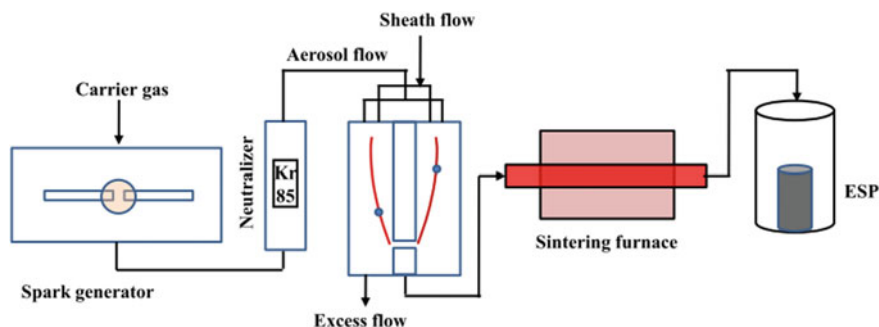 Sheath flow
Aerosol flow
Carrier gas
Neutralizer
Kr
85
ESP
Sintering furnace
Spark generator
Excess flow